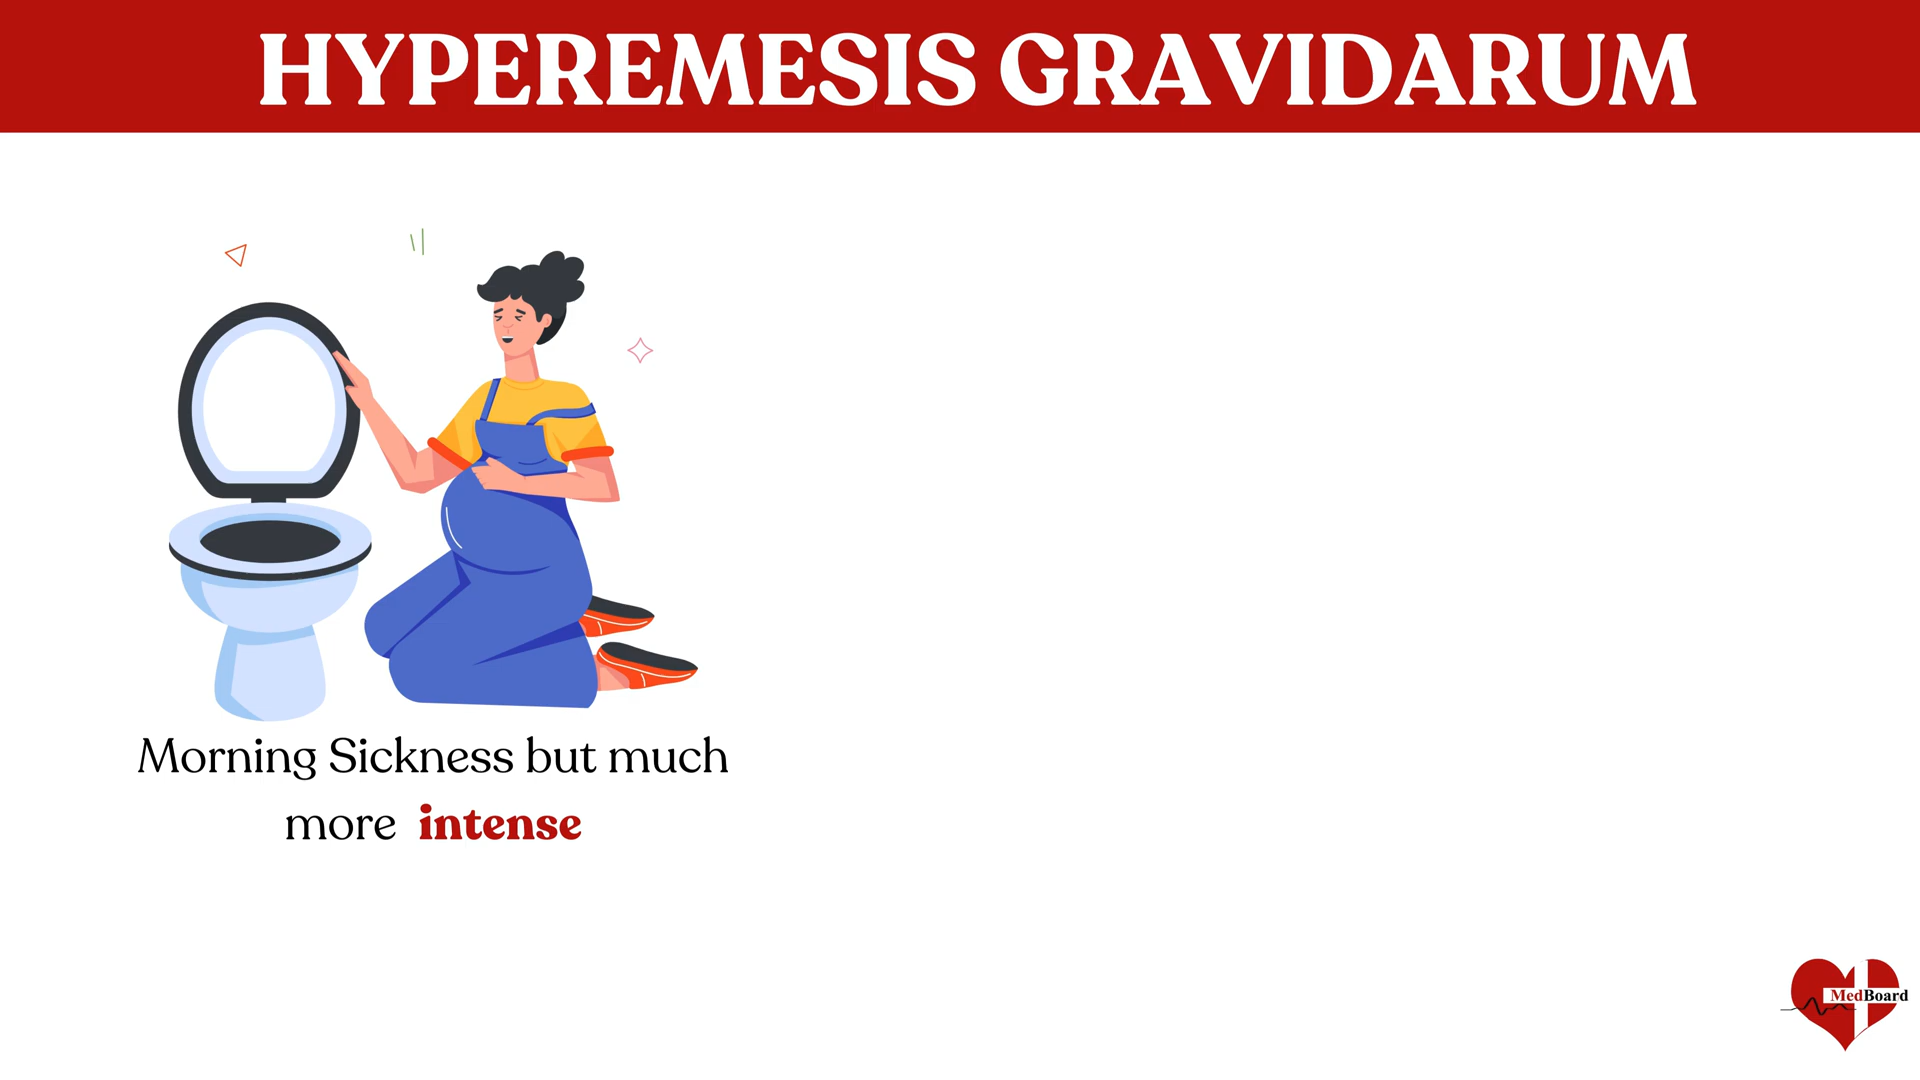 HYPEREMESIS GRAVIDARUM
Morning Sickness but much
more intense
MedBoard